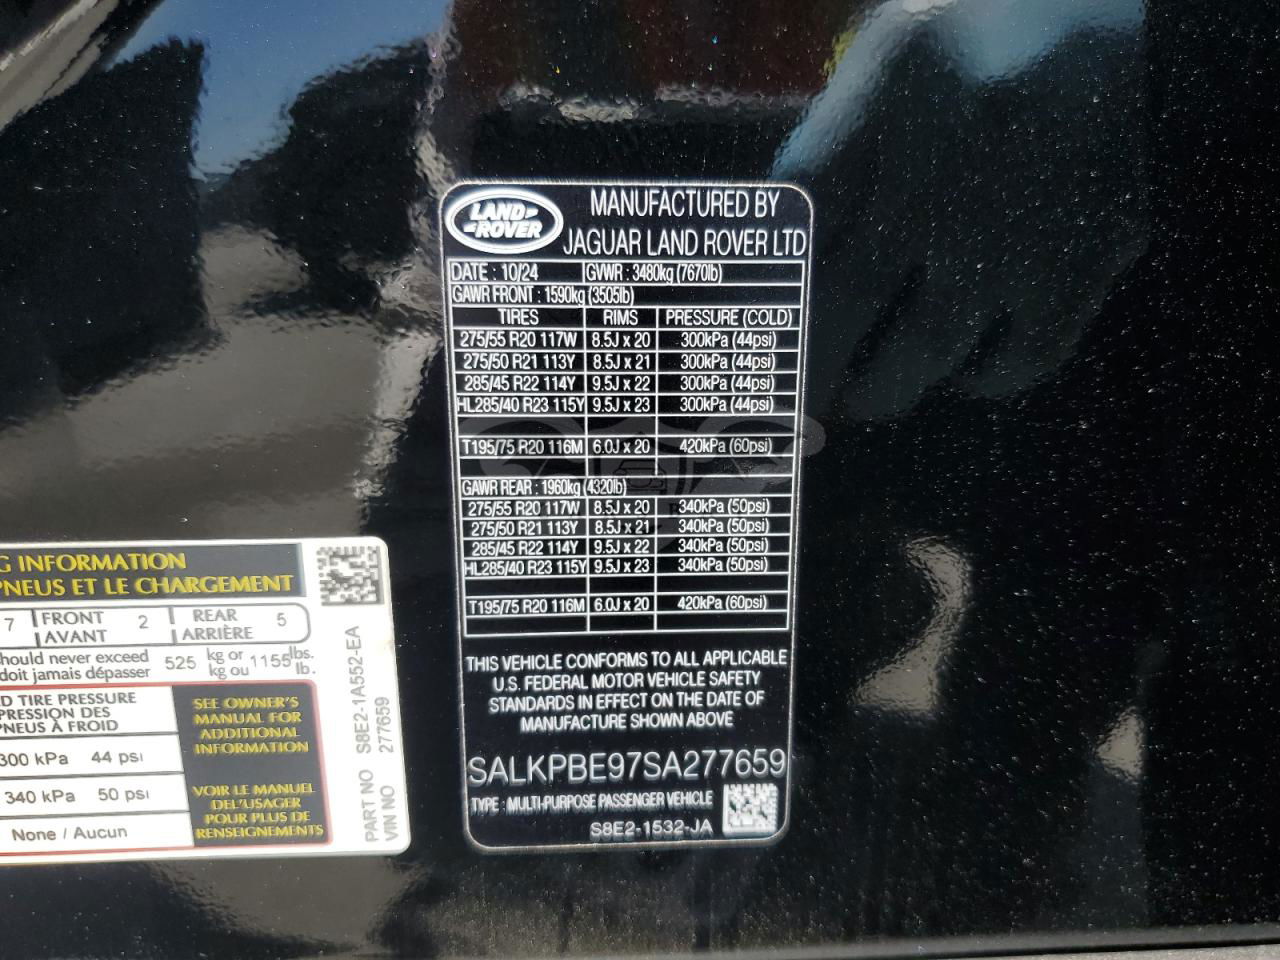 LAND ROVER
MANUFACTURED BY
JAGUAR LAND ROVER LTD
DATE : 10/24 GVWR : 3480kg (7670lb)
GAWR FRONT : 1590kg (3505lb)
TIRES RIMS PRESSURE (COLD)
275/55 R20 117W 8.5J x 20 300kPa (44psi)
275/50 R21 113Y 8.5J x 21 300kPa (44psi)
285/45 R22 114Y 9.5J x 22 300kPa (44psi)
HL285/40 R23 115Y 9.5J x 23 300kPa (44psi)
T195/75 R20 116M 6.0J x 20 420kPa (60psi)
GAWR REAR : 1960kg (4320lb)
275/55 R20 117W 8.5J x 20 340kPa (50psi)
275/50 R21 113Y 8.5J x 21 340kPa (50psi)
285/45 R22 114Y 9.5J x 22 340kPa (50psi)
HL285/40 R23 115Y 9.5J x 23 340kPa (50psi)
T195/75 R20 116M 6.0J x 20 420kPa (60psi)
THIS VEHICLE CONFORMS TO ALL APPLICABLE
U.S. FEDERAL MOTOR VEHICLE SAFETY
STANDARDS IN EFFECT ON THE DATE OF
MANUFACTURE SHOWN ABOVE
SALKPBE97SA277659
TYPE : MULTI-PURPOSE PASSENGER VEHICLE
S8E2-1532-JA
G INFORMATION
PNEUS ET LE CHARGEMENT
7 FRONT 2 REAR 5
AVANT ARRIÈRE
hould never exceed 525 kg or 1155 lbs.
doit jamais dépasser kg ou lb.
D TIRE PRESSURE
PRESSION DES
PNEUS À FROID
300 kPa 44 psi
340 kPa 50 psi
None / Aucun
SEE OWNER'S
MANUAL FOR
ADDITIONAL
INFORMATION
VOIR LE MANUEL
DE L'USAGER
POUR PLUS DE
RENSEIGNEMENTS
PART NO S8E2-1A552-EA
VIN NO 277659